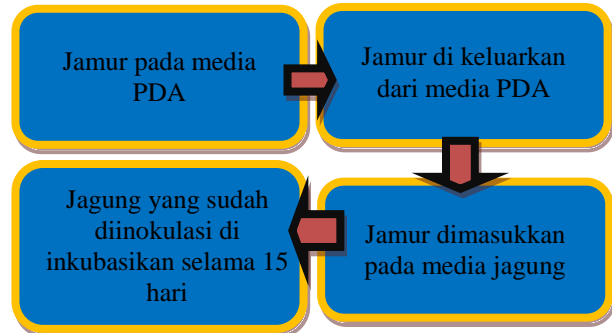 Jamur pada media
PDA
Jamur di keluarkan
dari media PDA
Jamur dimasukkan
pada media jagung
Jagung yang sudah
diinokulasi di
inkubasikan selama 15
hari